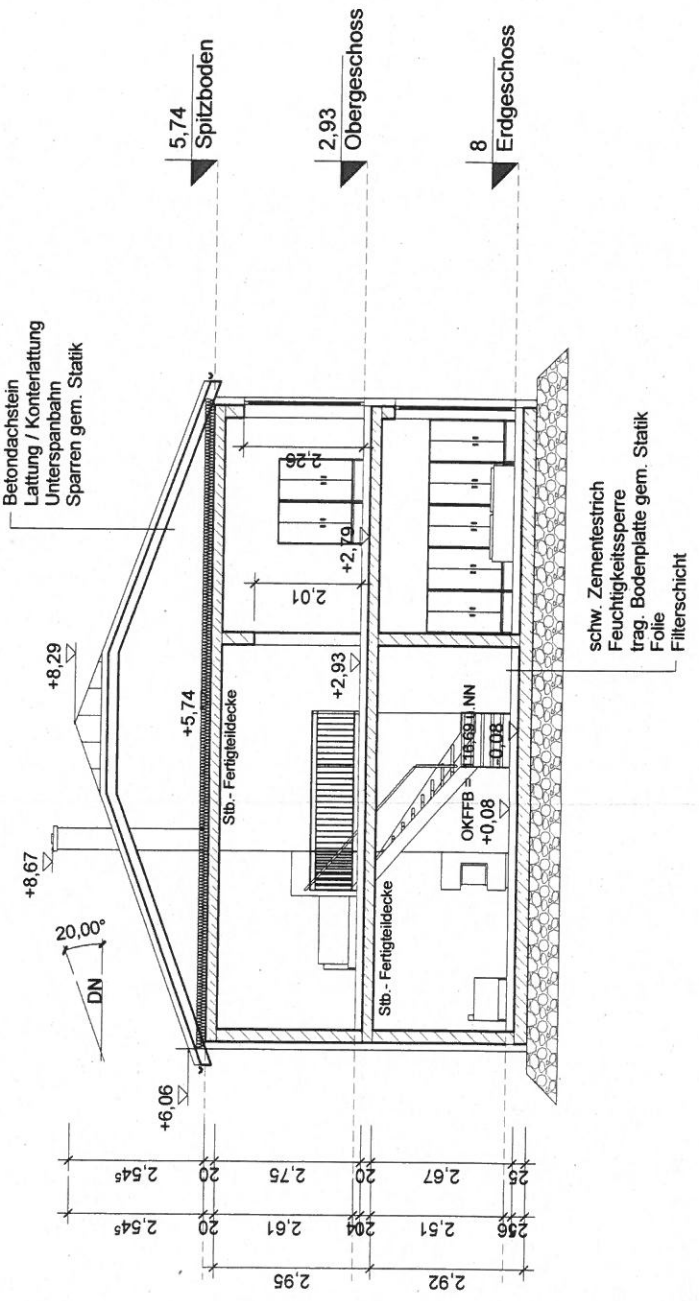 Betondachstein
Lattung / Konterlattung
Unterspanbahn
Sparren gem. Statik
+8,29
+8,67
20,00°
DN
+6,06
+5,74
5,74
Spitzboden
Stb.- Fertigteildecke
2,26
2,01
+2,79
+2,93
2,93
Obergeschoss
Stb.- Fertigteildecke
OKFFB = 116.69 ü.NN
+0,08
-0,08
8
Erdgeschoss
schw. Zementestrich
Feuchtigkeitssperre
trag. Bodenplatte gem. Statik
Folie
Filterschicht
2,54⁵
20
2,75
20
2,67
25
2,54⁵
20
2,61
2,51
2,95
2,92